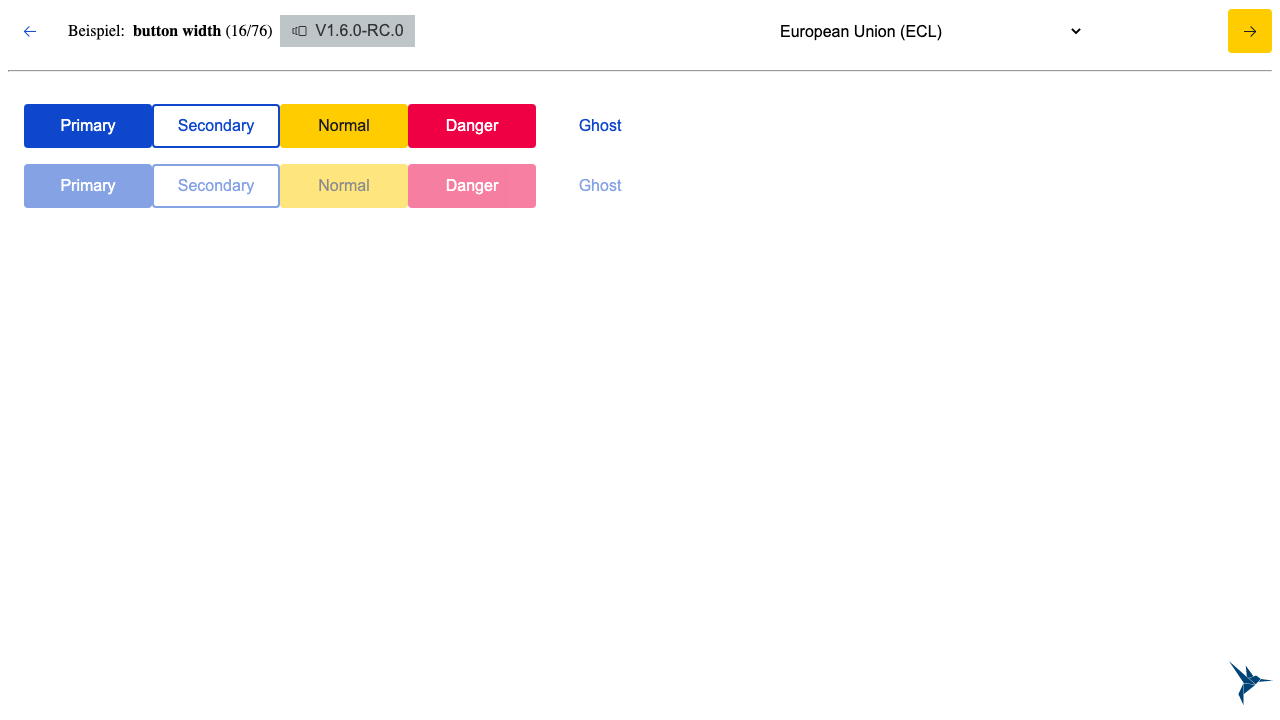 Beispiel: button width (16/76) V1.6.0-RC.0 European Union (ECL)
Primary Secondary Normal Danger Ghost
Primary Secondary Normal Danger Ghost